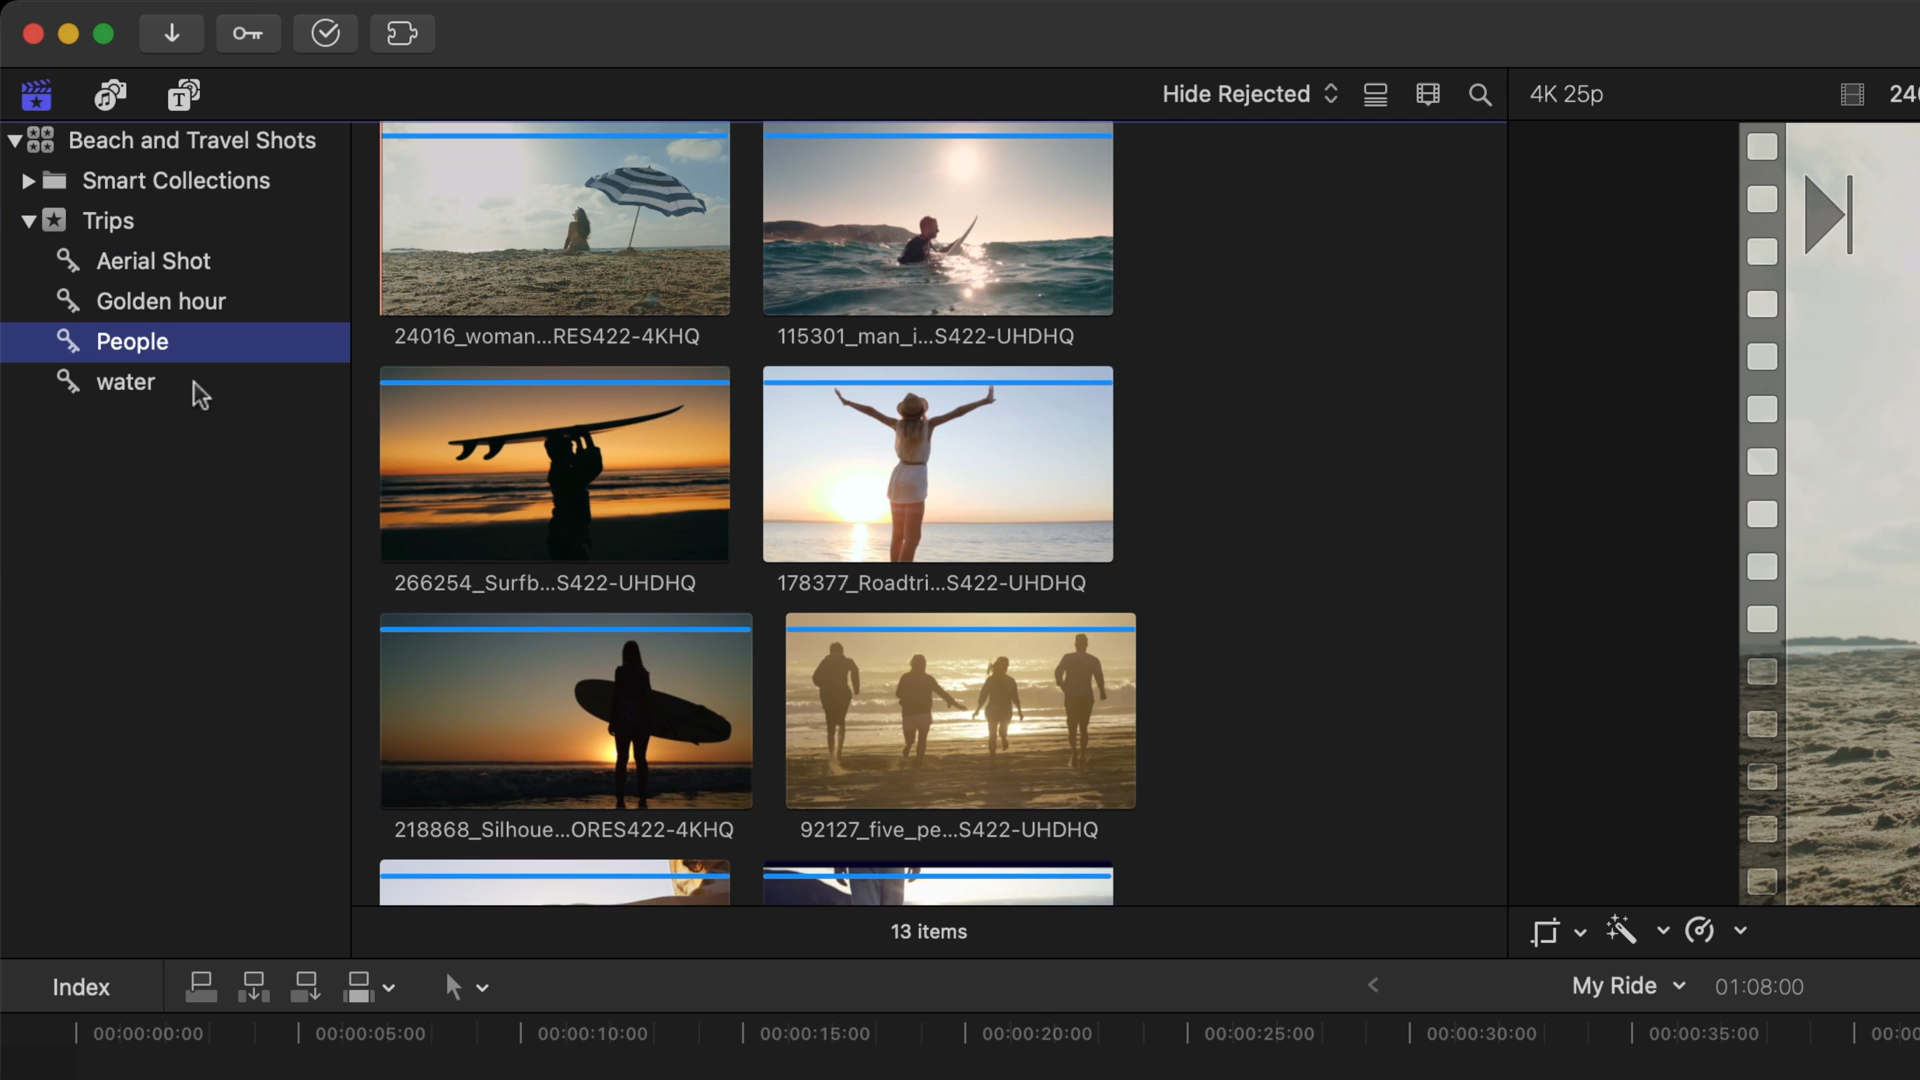 Hide Rejected
4K 25p
Beach and Travel Shots
Smart Collections
Trips
Aerial Shot
Golden hour
People
water
24016_woman...RES422-4KHQ
115301_man_i...S422-UHDHQ
266254_Surfb...S422-UHDHQ
178377_Roadtri...S422-UHDHQ
218868_Silhoue...ORES422-4KHQ
92127_five_pe...S422-UHDHQ
13 items
Index
My Ride
01:08:00
00:00:00:00
00:00:05:00
00:00:10:00
00:00:15:00
00:00:20:00
00:00:25:00
00:00:30:00
00:00:35:00